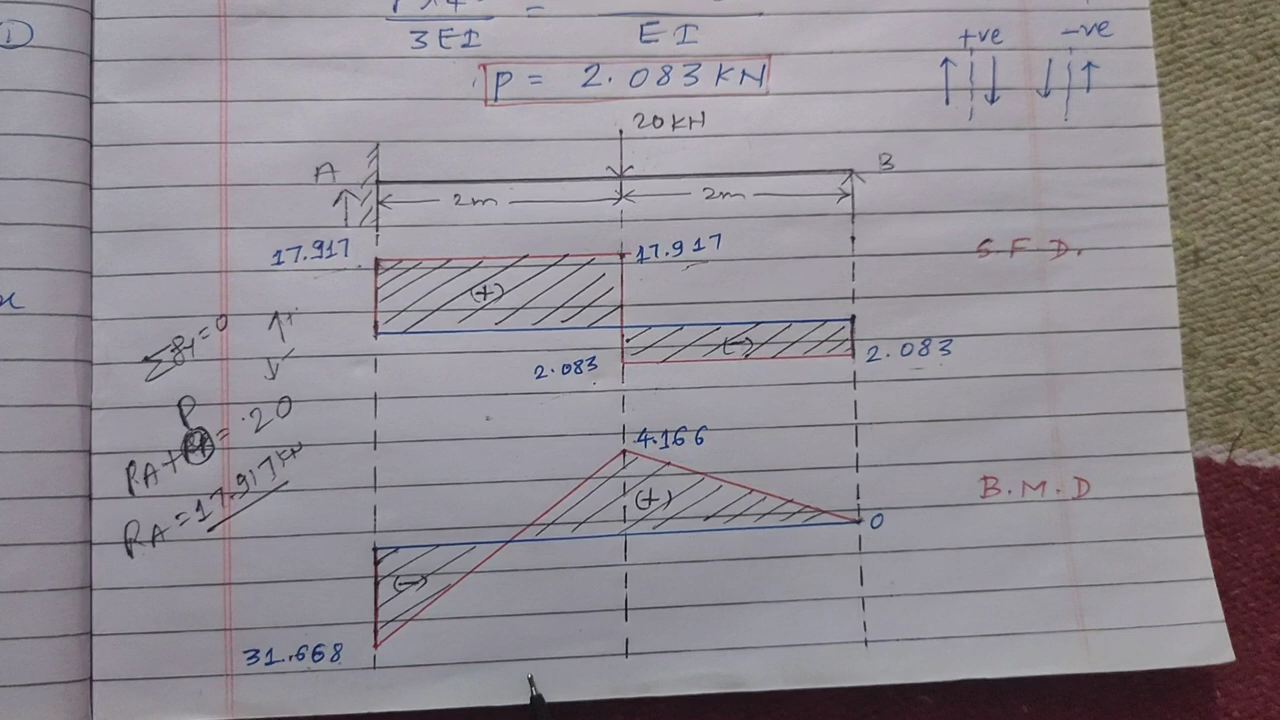 1
3EI = EI
+ve -ve
P = 2.083 KN
20KN
A B
2m 2m
17.917 17.917
S.F.D.
(+)
Σfy=0 ↑+ ↓-
(-)
2.083 2.083
P
RA + = 20
RA = 17.917KN
4.166
(+)
B.M.D
0
(-)
31.668